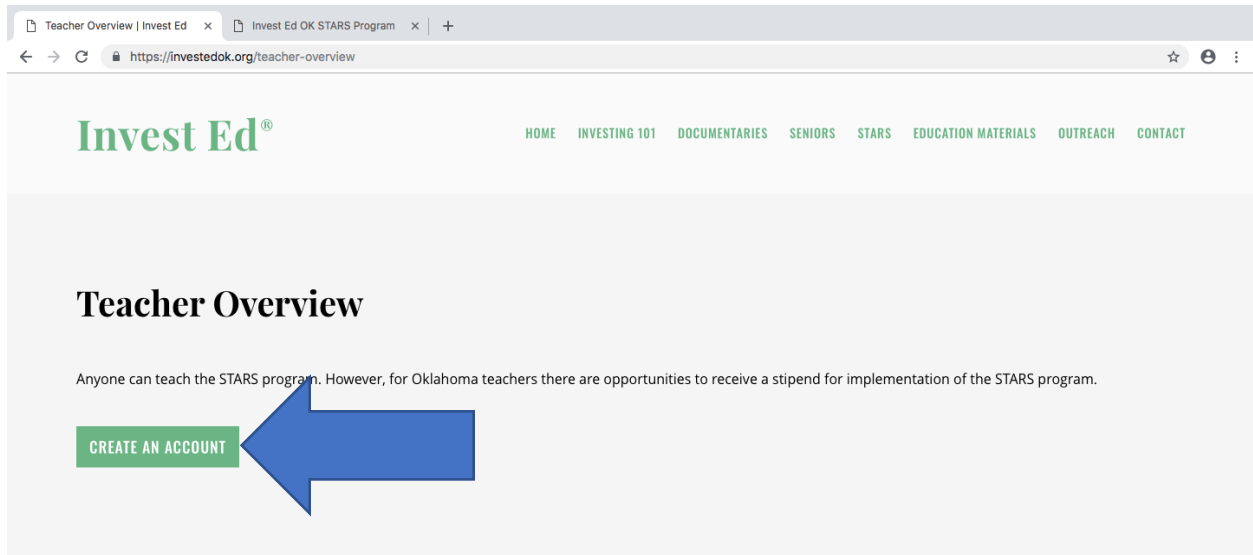 Teacher Overview | Invest Ed × Invest Ed OK STARS Program × +
https://investedok.org/teacher-overview
Invest Ed® HOME INVESTING 101 DOCUMENTARIES SENIORS STARS EDUCATION MATERIALS OUTREACH CONTACT
Teacher Overview
Anyone can teach the STARS program. However, for Oklahoma teachers there are opportunities to receive a stipend for implementation of the STARS program.
CREATE AN ACCOUNT